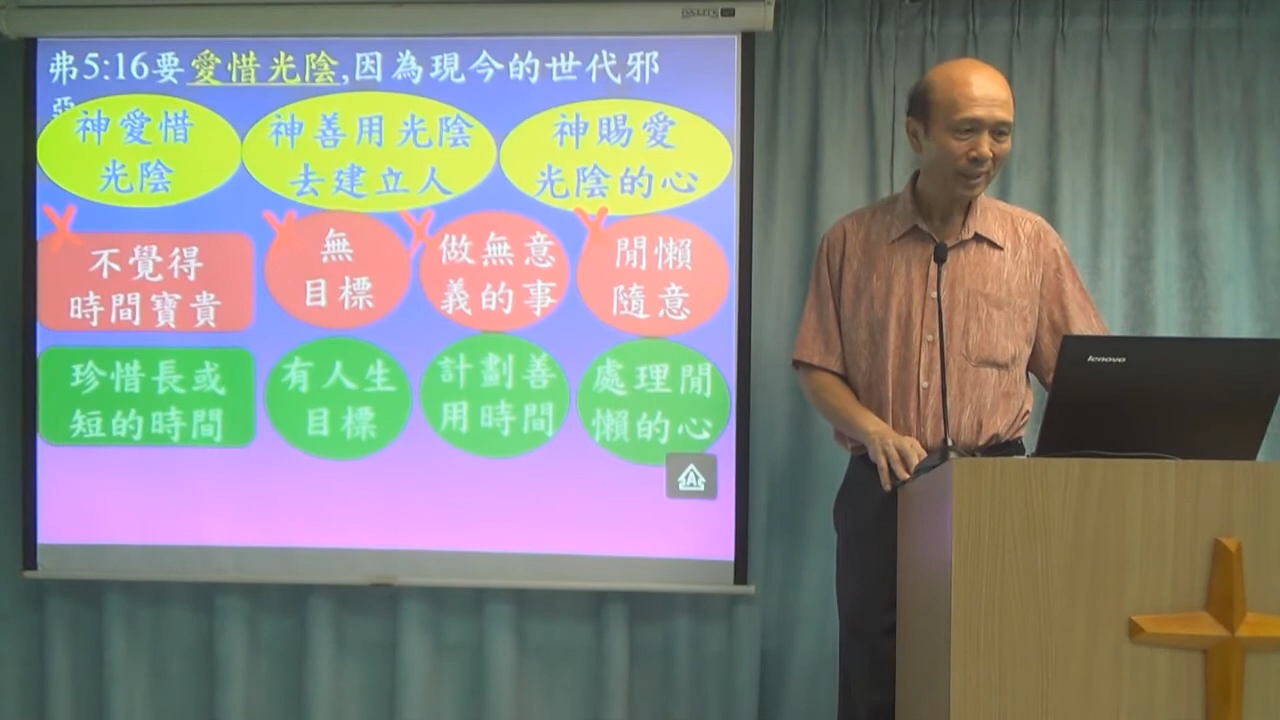 弗5:16要愛惜光陰,因為現今的世代邪
神愛惜
光陰
神善用光陰
去建立人
神賜愛
光陰的心
不覺得
時間寶貴
無
目標
做無意
義的事
閒懶
隨意
珍惜長或
短的時間
有人生
目標
計劃善
用時間
處理閒
懶的心
A
lenovo